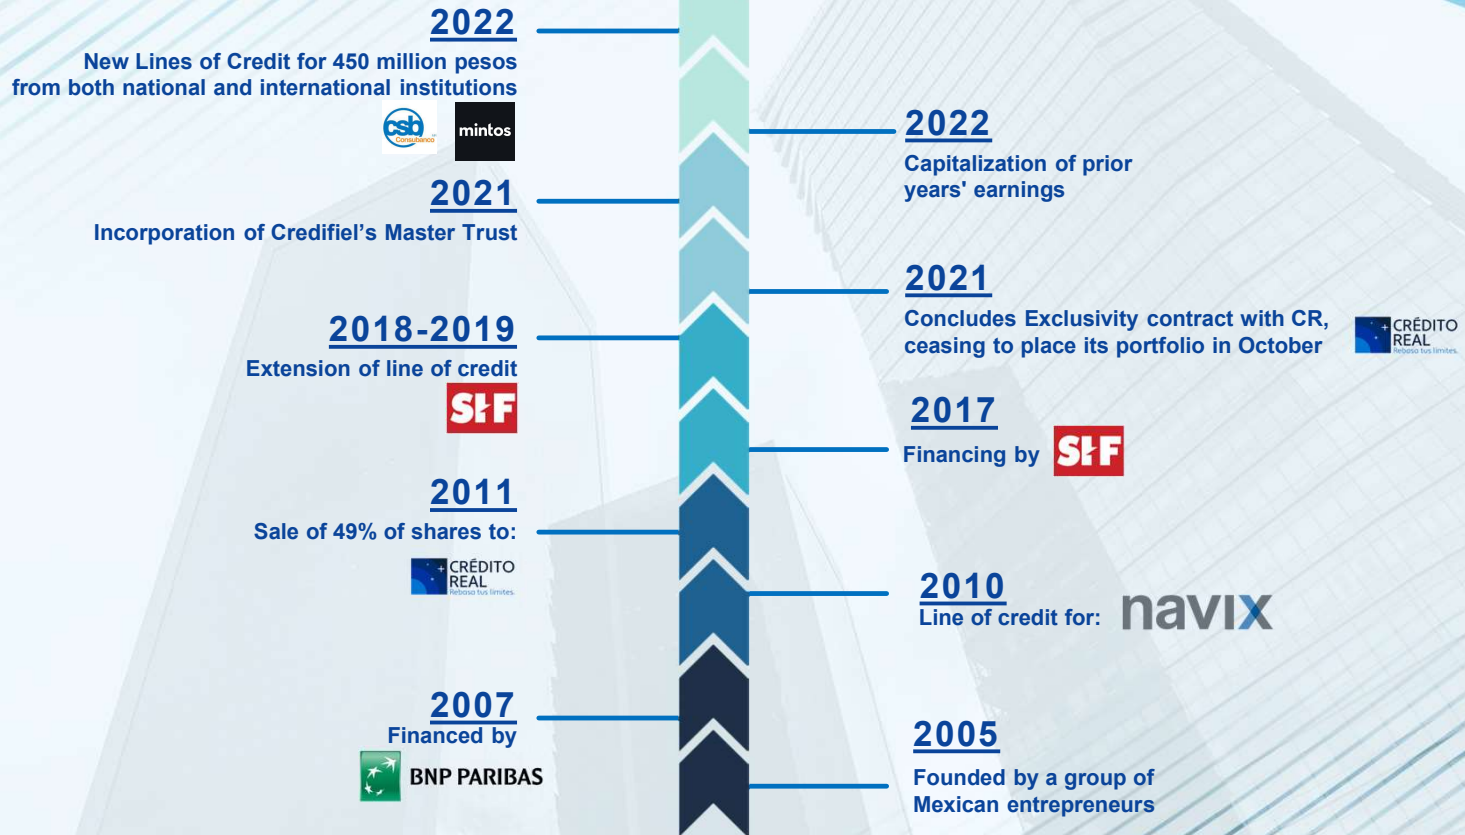 2022
New Lines of Credit for 450 million pesos
from both national and international institutions
csb
Consubanco
mintos
2022
Capitalization of prior
years' earnings
2021
Incorporation of Credifiel’s Master Trust
2021
Concludes Exclusivity contract with CR,
ceasing to place its portfolio in October
CRÉDITO
REAL
Rebasa tus límites.
2018-2019
Extension of line of credit
SHF
2017
Financing by
SHF
2011
Sale of 49% of shares to:
CRÉDITO
REAL
Rebasa tus límites.
2010
Line of credit for:
navix
2007
Financed by
BNP PARIBAS
2005
Founded by a group of
Mexican entrepreneurs